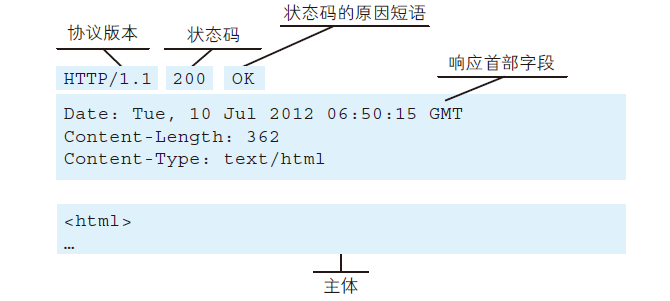 状态码的原因短语
协议版本
状态码
响应首部字段
HTTP/1.1 200 OK
Date: Tue, 10 Jul 2012 06:50:15 GMT
Content-Length: 362
Content-Type: text/html
<html>
…
主体